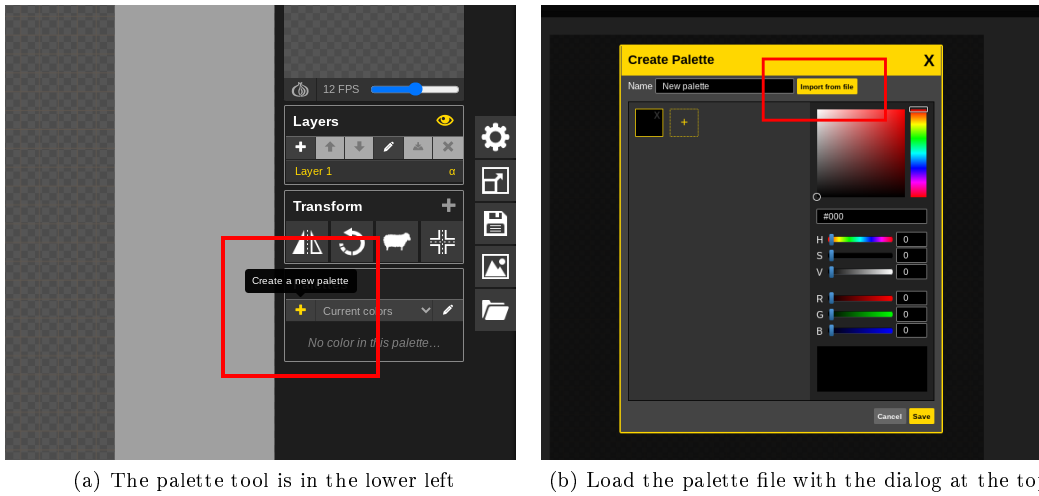 12 FPS
Layers
Layer 1
α
Transform
Create a new palette
Current colors
No color in this palette…
(a) The palette tool is in the lower left
Create Palette
X
Name
New palette
Import from file
X
+
#000
H
0
S
0
V
0
R
0
G
0
B
0
Cancel
Save
(b) Load the palette file with the dialog at the